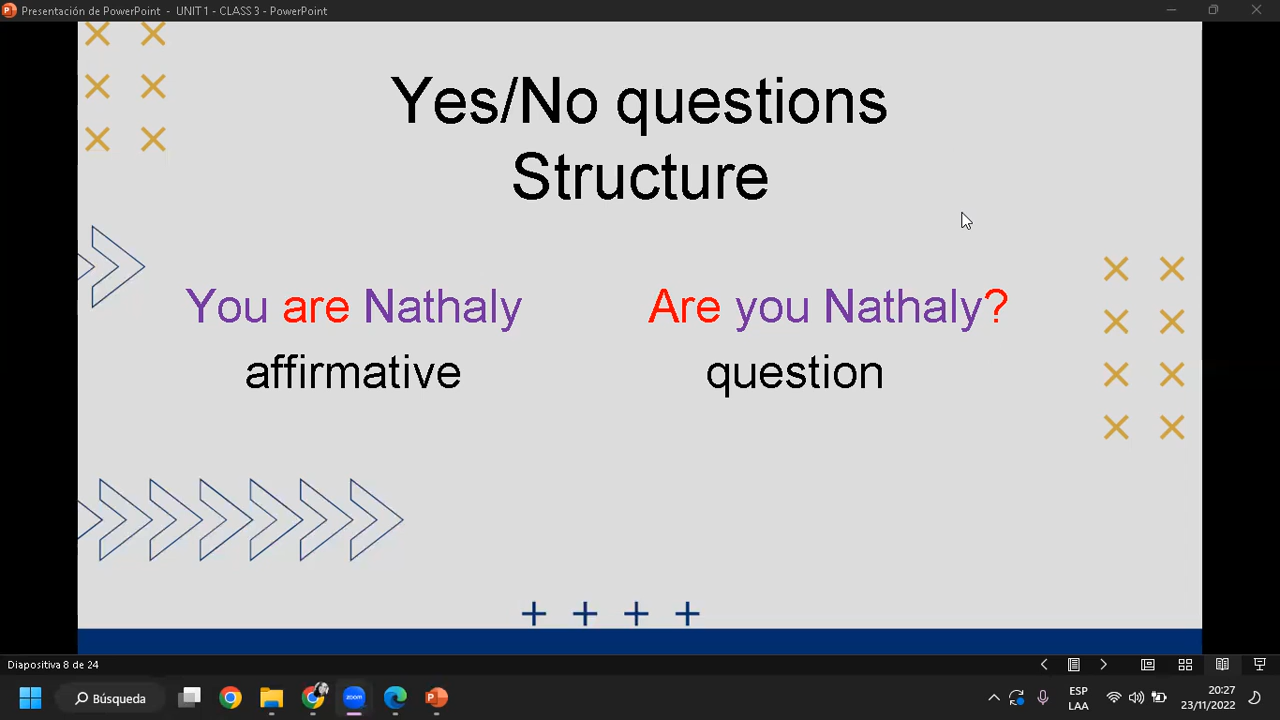 Presentación de PowerPoint - UNIT 1 - CLASS 3 - PowerPoint
Yes/No questions
Structure
You are Nathaly
Are you Nathaly?
affirmative
question
Diapositiva 8 de 24
Búsqueda
zoom
ESP
LAA
20:27
23/11/2022